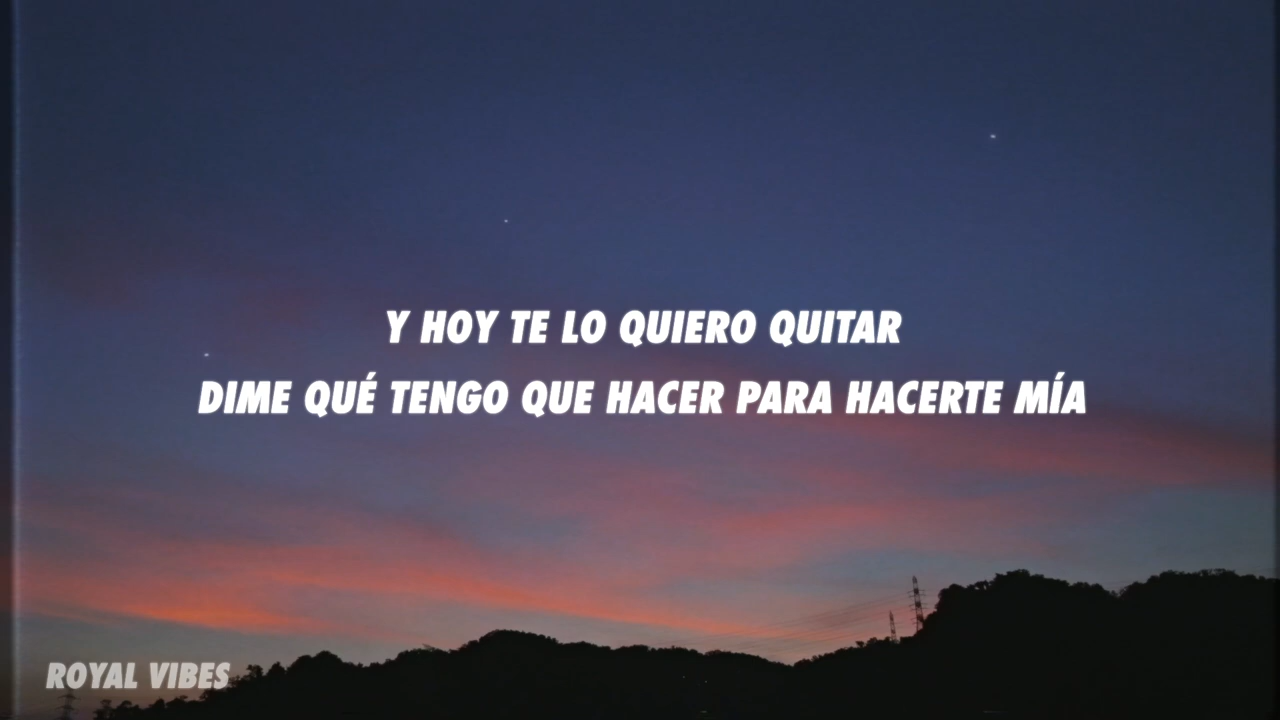 Y HOY TE LO QUIERO QUITAR
DIME QUÉ TENGO QUE HACER PARA HACERTE MÍA
ROYAL VIBES